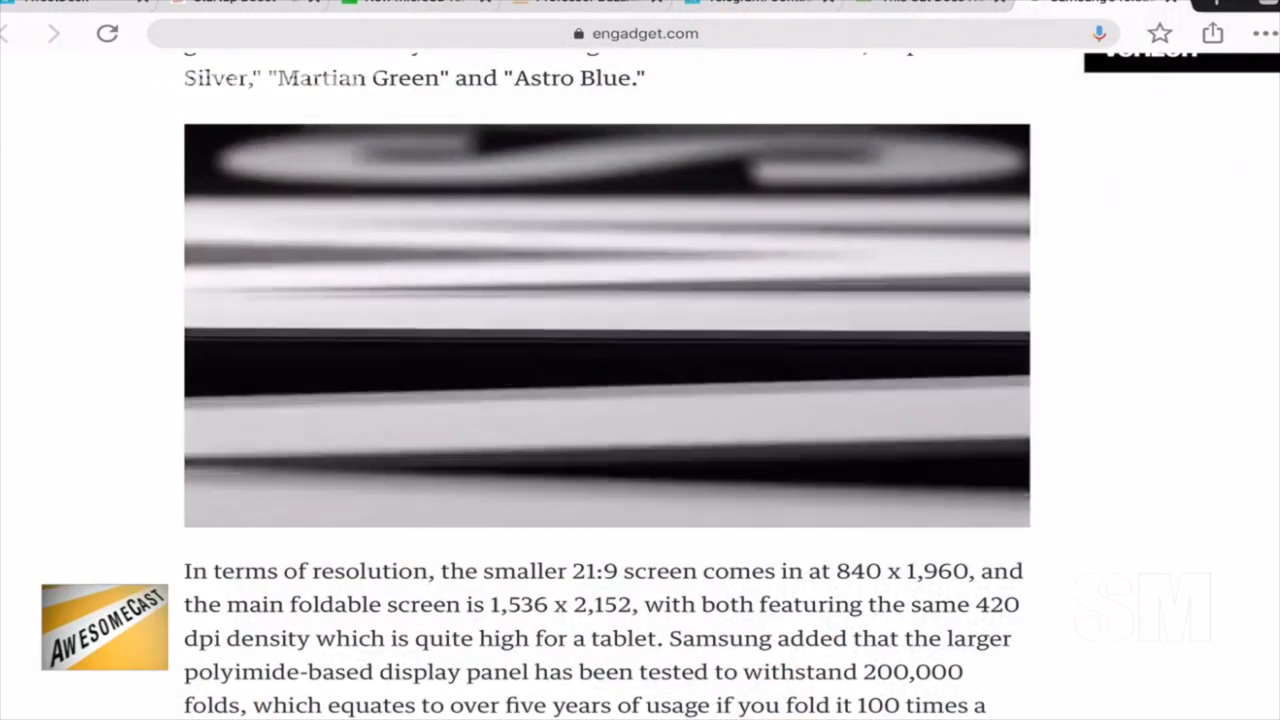 engadget.com
Silver," "Martian Green" and "Astro Blue."
In terms of resolution, the smaller 21:9 screen comes in at 840 x 1,960, and
the main foldable screen is 1,536 x 2,152, with both featuring the same 420
dpi density which is quite high for a tablet. Samsung added that the larger
polyimide-based display panel has been tested to withstand 200,000
folds, which equates to over five years of usage if you fold it 100 times a
AWESOMECAST
SM